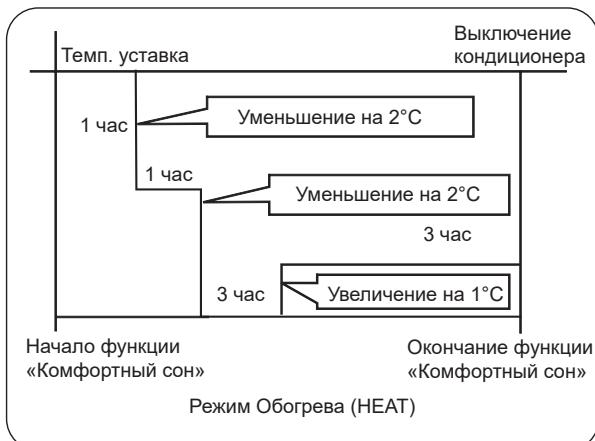 Выключение
кондиционера
Темп. уставка
1 час
Уменьшение на 2°C
1 час
Уменьшение на 2°C
3 час
3 час
Увеличение на 1°C
Начало функции
«Комфортный сон»
Окончание функции
«Комфортный сон»
Режим Обогрева (HEAT)